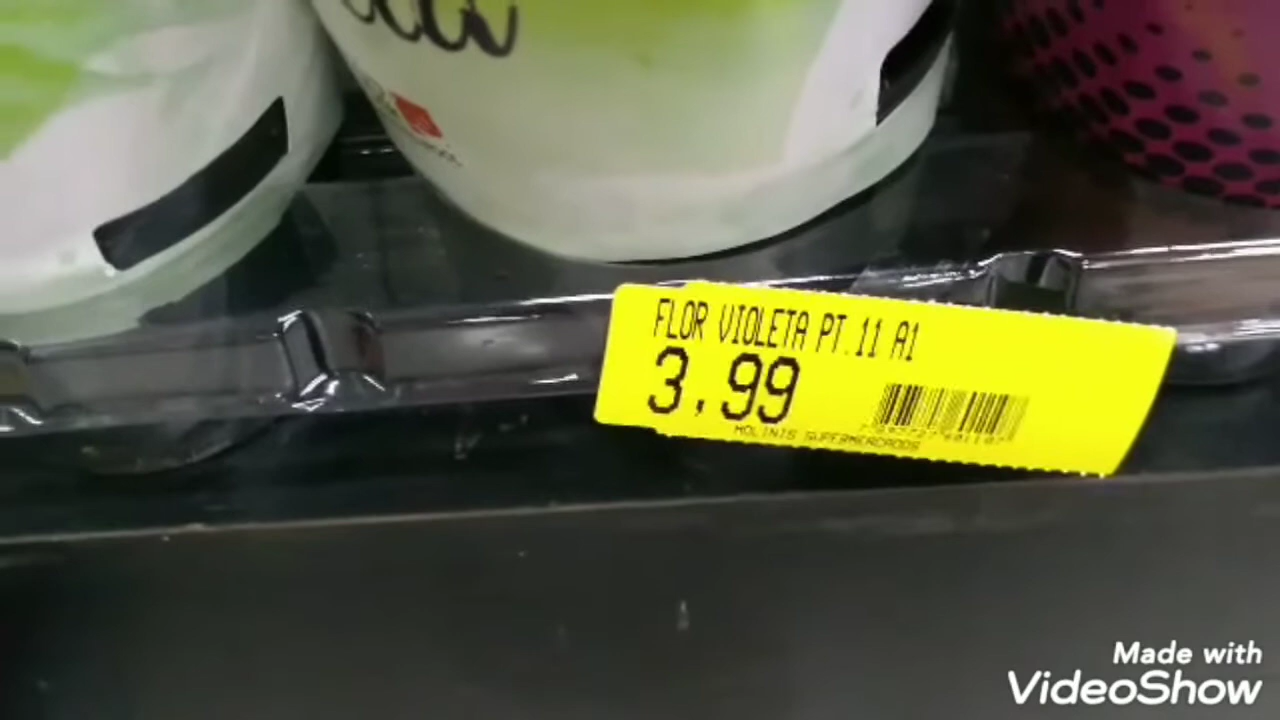 FLOR VIOLETA PT.11 A1
3,99
MOLINIS SUPERMERCADOS
Made with
VideoShow